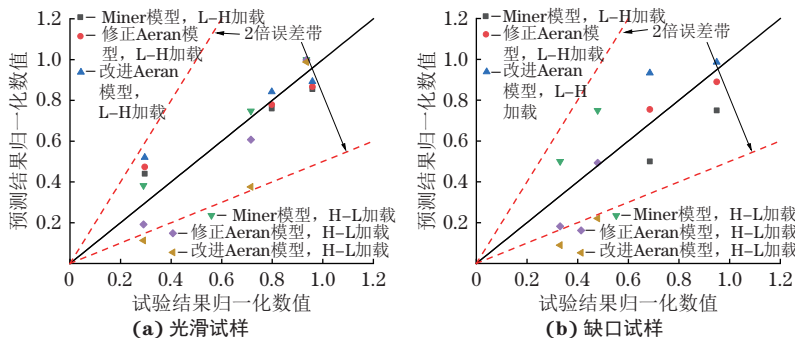 1.2
1.0
0.8
0.6
0.4
0.2
0
0.2
0.4
0.6
0.8
1.0
1.2
预测结果归一化数值
试验结果归一化数值
Miner模型，L-H加载
修正Aeran模
型，L-H加载
改进Aeran
模型，
L-H加载
2倍误差带
Miner模型，H-L加载
修正Aeran模型，H-L加载
改进Aeran模型，H-L加载
(a) 光滑试样
1.2
1.0
0.8
0.6
0.4
0.2
0
0.2
0.4
0.6
0.8
1.0
1.2
预测结果归一化数值
试验结果归一化数值
Miner模型，L-H加载
修正Aeran模
型，L-H加载
改进Aeran
模型，L-H
加载
2倍误差带
Miner模型，H-L加载
修正Aeran模型，H-L加载
改进Aeran模型，H-L加载
(b) 缺口试样